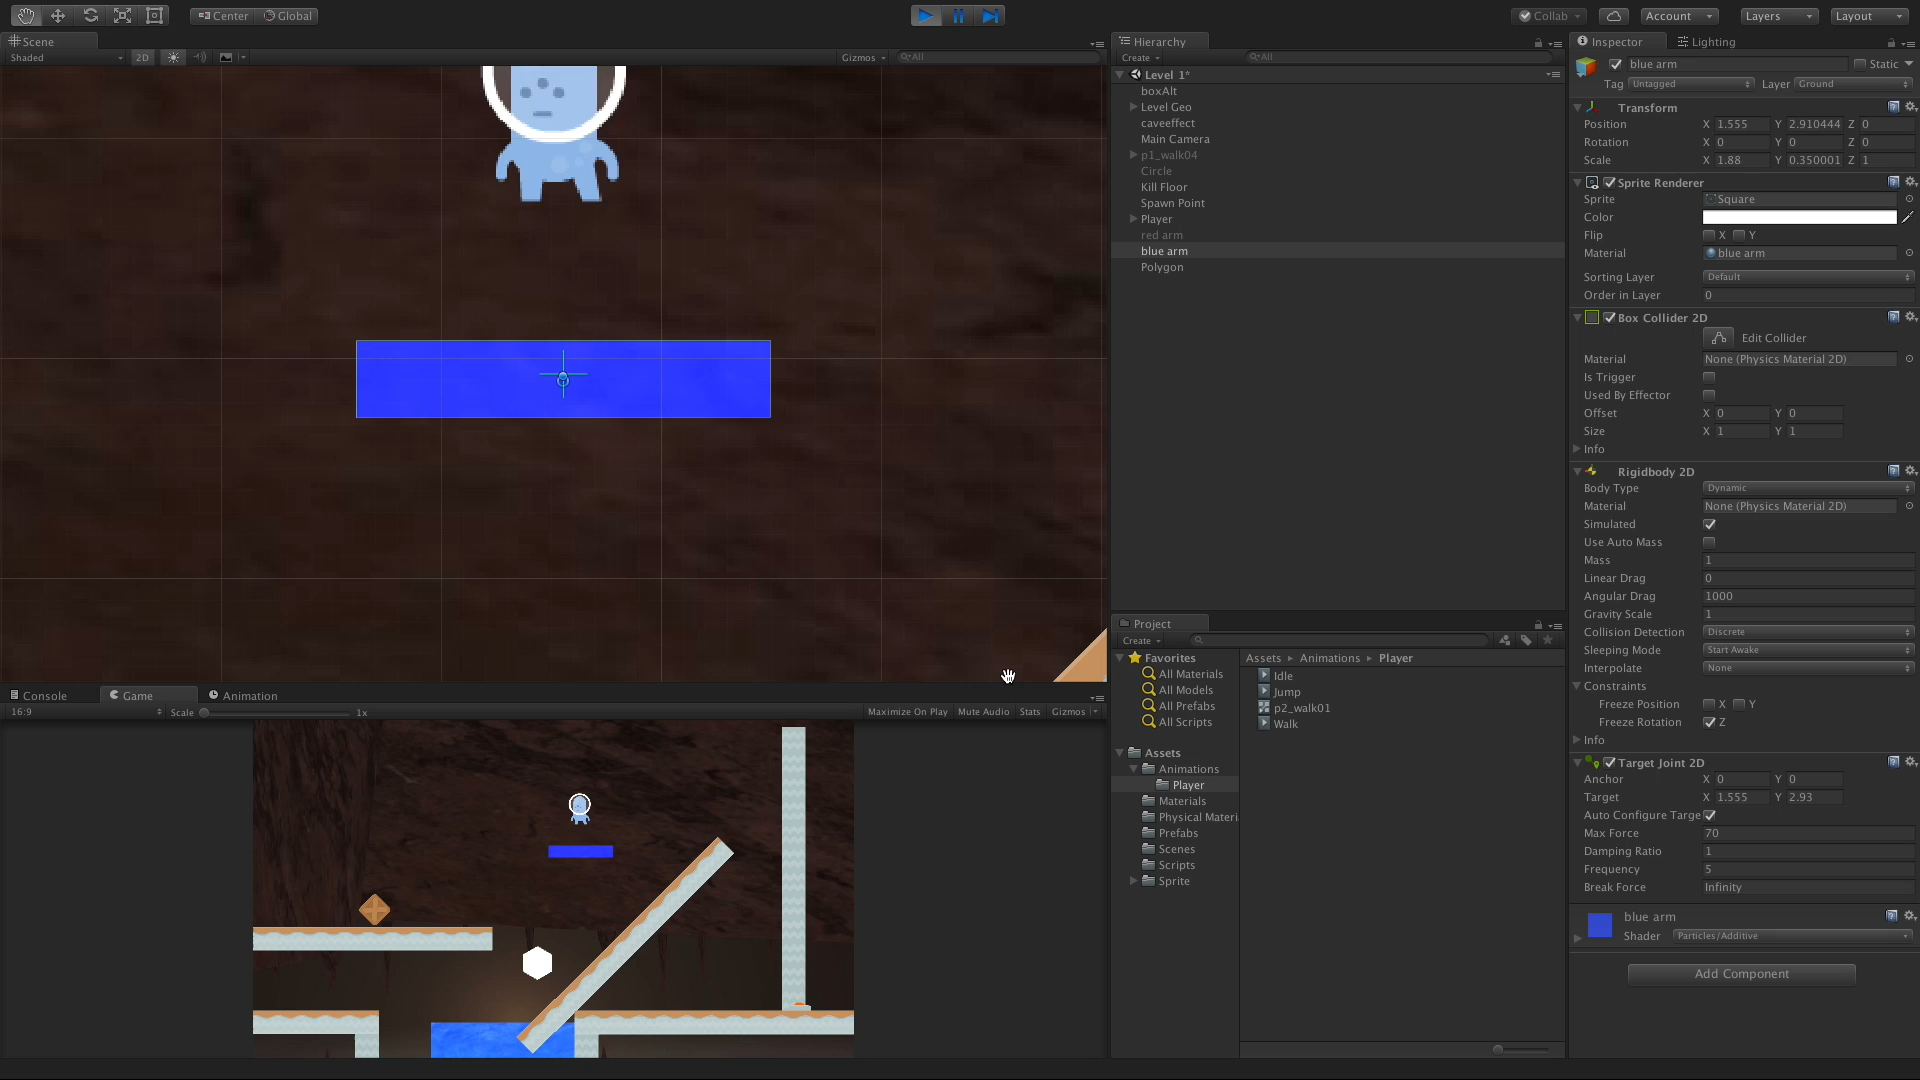 Center Global Collab Account Layers Layout
Scene
Shaded 2D Gizmos All
Hierarchy
Create All
Level 1*
boxAlt
Level Geo
caveeffect
Main Camera
p1_walk04
Circle
Kill Floor
Spawn Point
Player
red arm
blue arm
Polygon
Inspector Lighting
blue arm Static
Tag Untagged Layer Ground
Transform
Position X 1.555 Y 2.910444 Z 0
Rotation X 0 Y 0 Z 0
Scale X 1.88 Y 0.350001 Z 1
Sprite Renderer
Sprite Square
Color
Flip X Y
Material blue arm
Sorting Layer Default
Order in Layer 0
Box Collider 2D
Edit Collider
Material None (Physics Material 2D)
Is Trigger
Used By Effector
Offset X 0 Y 0
Size X 1 Y 1
Info
Rigidbody 2D
Body Type Dynamic
Material None (Physics Material 2D)
Simulated
Use Auto Mass
Mass 1
Linear Drag 0
Angular Drag 1000
Gravity Scale 1
Collision Detection Discrete
Sleeping Mode Start Awake
Interpolate None
Constraints
Freeze Position X Y
Freeze Rotation Z
Info
Target Joint 2D
Anchor X 0 Y 0
Target X 1.555 Y 2.93
Auto Configure Targe
Max Force 70
Damping Ratio 1
Frequency 5
Break Force Infinity
blue arm
Shader Particles/Additive
Add Component
Project
Create
Favorites
All Materials
All Models
All Prefabs
All Scripts
Assets
Animations
Player
Materials
Physical Materi
Prefabs
Scenes
Scripts
Sprite
Assets Animations Player
Idle
Jump
p2_walk01
Walk
Console Game Animation
16:9 Scale 1x Maximize On Play Mute Audio Stats Gizmos